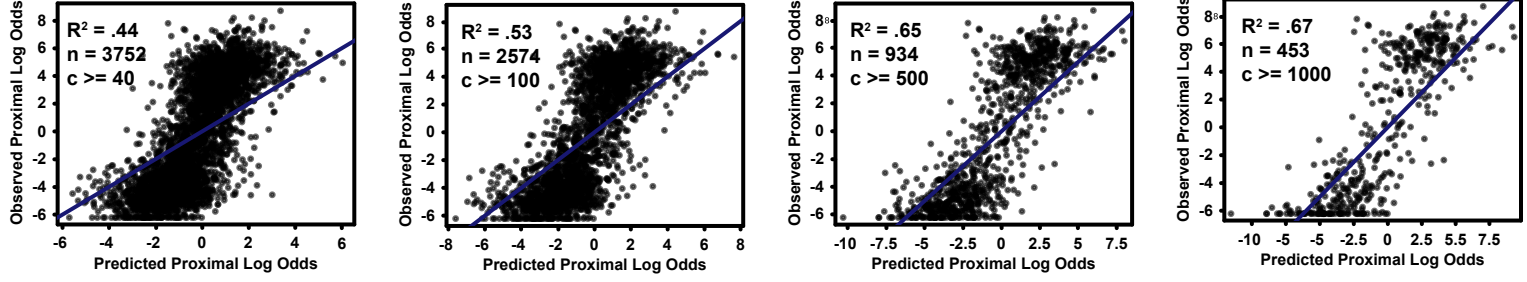 Observed Proximal Log Odds
R² = .44
n = 3752
c >= 40
8
6
4
2
0
-2
-4
-6
-6 -4 -2 0 2 4 6
Predicted Proximal Log Odds
Observed Proximal Log Odds
R² = .53
n = 2574
c >= 100
8
6
4
2
0
-2
-4
-6
-8 -6 -4 -2 0 2 4 6 8
Predicted Proximal Log Odds
Observed Proximal Log Odds
R² = .65
n = 934
c >= 500
8 8
6
4
2
0
-2
-4
-6
-10 -7.5 -5 -2.5 0 2.5 5 7.5
Predicted Proximal Log Odds
Observed Proximal Log Odds
R² = .67
n = 453
c >= 1000
8 8
6
4
2
0
-2
-4
-6
-10 -5 -5 -2.5 0 2.5 5.5 7.5
Predicted Proximal Log Odds